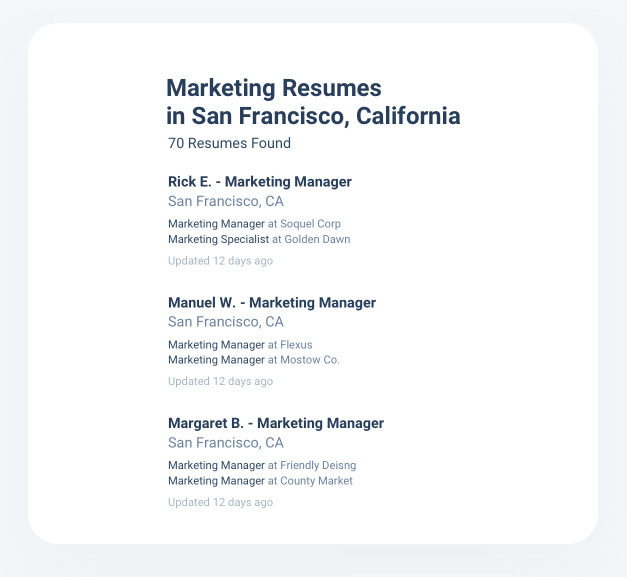 Marketing Resumes
in San Francisco, California
70 Resumes Found
Rick E. - Marketing Manager
San Francisco, CA
Marketing Manager at Soquel Corp
Marketing Specialist at Golden Dawn
Updated 12 days ago
Manuel W. - Marketing Manager
San Francisco, CA
Marketing Manager at Flexus
Marketing Manager at Mostow Co.
Updated 12 days ago
Margaret B. - Marketing Manager
San Francisco, CA
Marketing Manager at Friendly Deisng
Marketing Manager at County Market
Updated 12 days ago